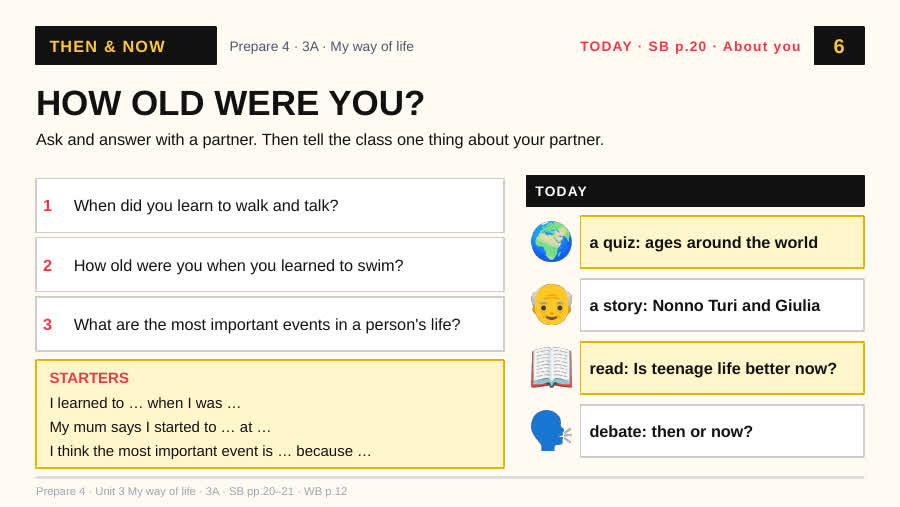 THEN & NOW
Prepare 4 · 3A · My way of life
TODAY · SB p.20 · About you
6
HOW OLD WERE YOU?
Ask and answer with a partner. Then tell the class one thing about your partner.
1 When did you learn to walk and talk?
2 How old were you when you learned to swim?
3 What are the most important events in a person's life?
STARTERS
I learned to … when I was …
My mum says I started to … at …
I think the most important event is … because …
TODAY
a quiz: ages around the world
a story: Nonno Turi and Giulia
read: Is teenage life better now?
debate: then or now?
Prepare 4 · Unit 3 My way of life · 3A · SB pp.20–21 · WB p.12